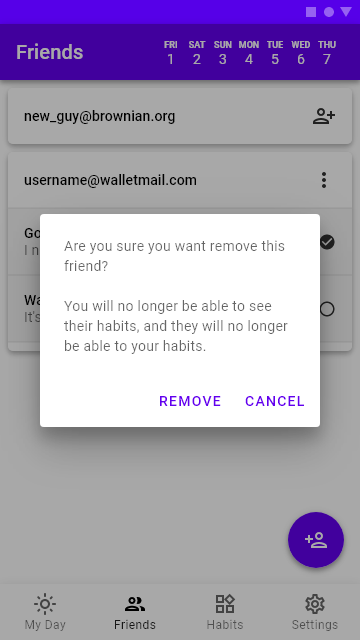 Friends
FRI SAT SUN MON TUE WED THU
1 2 3 4 5 6 7
new_guy@brownian.org
username@walletmail.com
Go
I n
Wa
It's
Are you sure you want remove this
friend?
You will no longer be able to see
their habits, and they will no longer
be able to your habits.
REMOVE CANCEL
My Day Friends Habits Settings